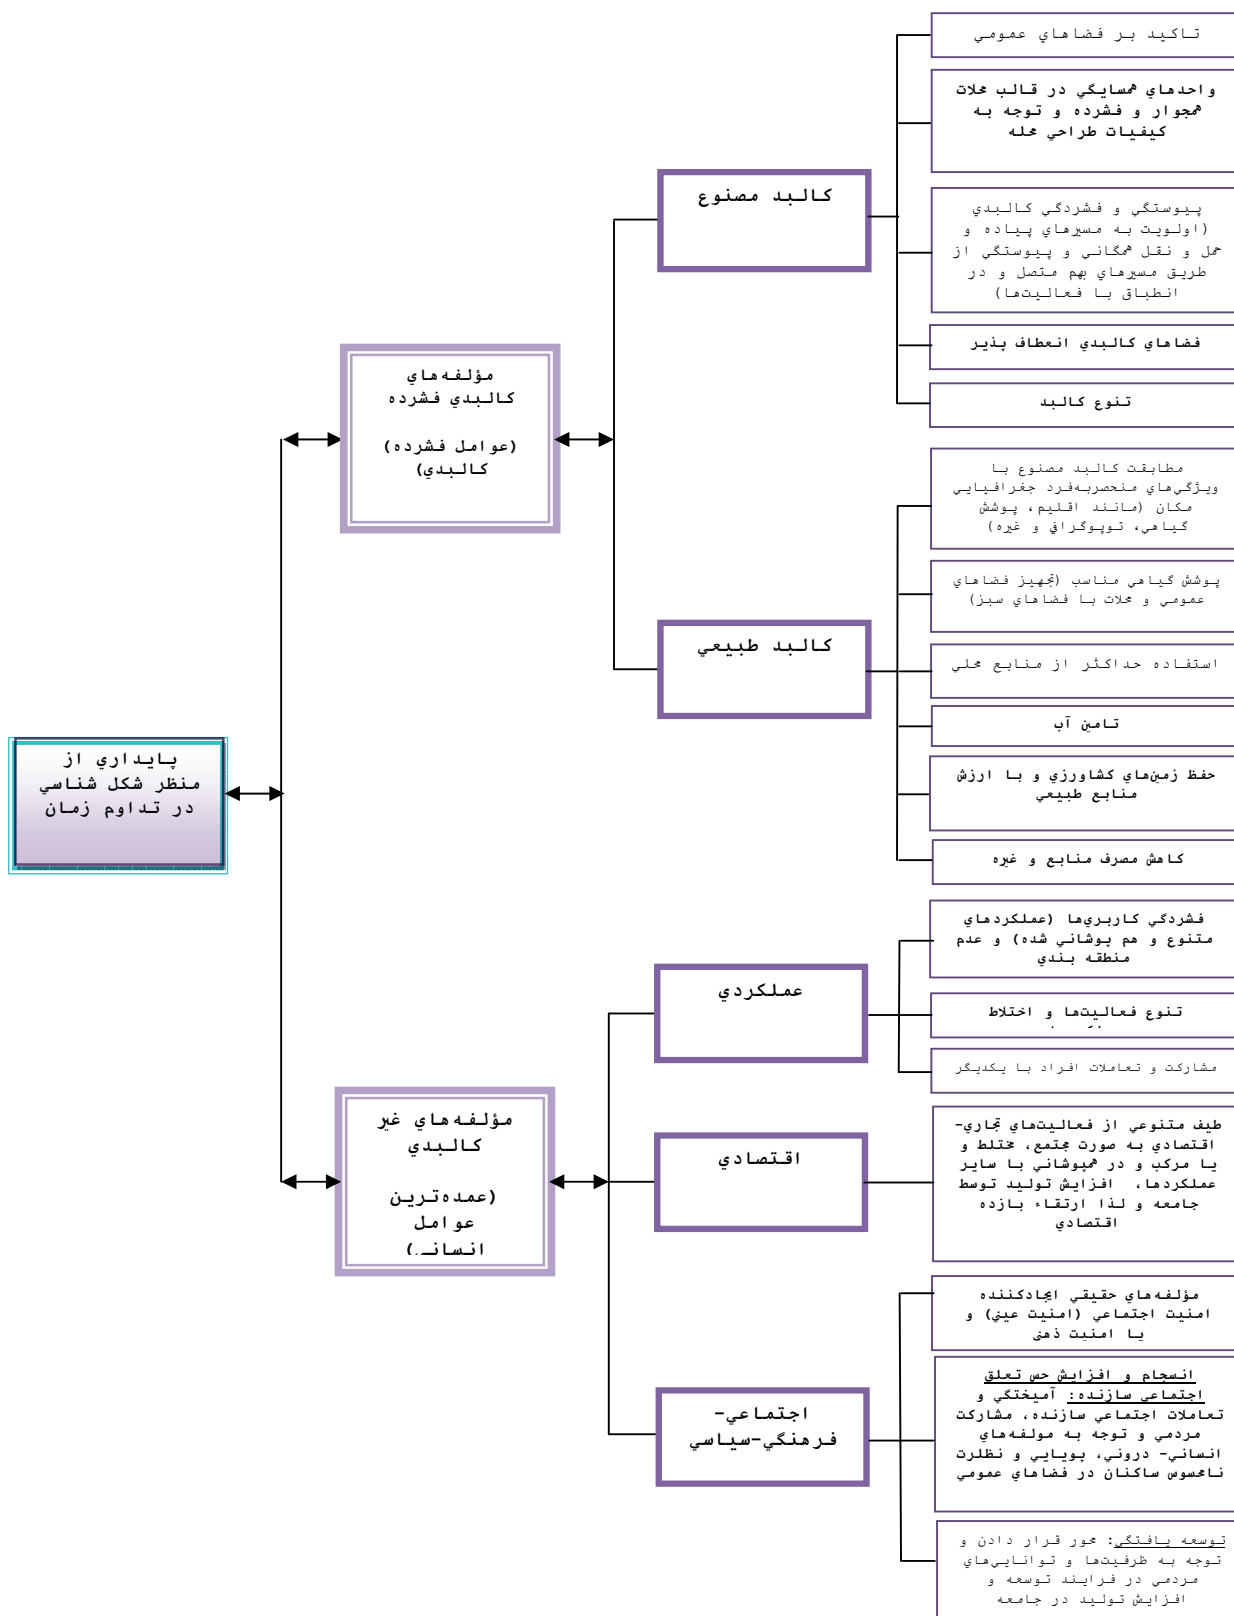 پايداري از
منظر شكل شناسي
در تداوم زمان
مؤلفه‌هاي
كالبدي فشرده
(عوامل فشرده)
كالبدي)
كالبد مصنوع
تاكيد بر فضاهاي عمومي
واحدهاي همسايگي در قالب محلات
همجوار و فشرده و توجه به
كيفيات طراحي محله
پيوستگي و فشردگي كالبدي
(اولويت به مسيرهاي پياده و
حمل و نقل همگاني و پيوستگي از
طريق مسيرهاي بهم متصل و در
انطباق با فعاليت‌ها)
فضاهاي كالبدي انعطاف پذير
تنوع كالبد
كالبد طبيعي
مطابقت كالبد مصنوع با
ويژگي‌هاي منحصربه‌فرد جغرافيايي
مكان (مانند اقليم، پوشش
گياهي، توپوگرافي و غيره)
پوشش گياهي مناسب (تجهيز فضاهاي
عمومي و محلات با فضاهاي سبز)
استفاده حداكثر از منابع محلي
تامين آب
حفظ زمين‌هاي كشاورزي و با ارزش
منابع طبيعي
كاهش مصرف منابع و غيره
مؤلفه‌هاي غير
كالبدي
(عمده‌ترين
عوامل
انساني)
عملكردي
فشردگي كاربري‌ها (عملكردهاي
متنوع و هم پوشاني شده) و عدم
منطقه بندي
تنوع فعاليت‌ها و اختلاط
مشاركت و تعاملات افراد با يكديگر
اقتصادي
طيف متنوعي از فعاليت‌هاي تجاري-
اقتصادي به صورت مجتمع، مختلط و
يا مركب و در همپوشاني با ساير
عملكردها، افزايش توليد توسط
جامعه و لذا ارتقاء بازده
اقتصادي
اجتماعي-
فرهنگي-سياسي
مؤلفه‌هاي حقيقي ايجادكننده
امنيت اجتماعي (امنيت عيني) و
يا امنيت ذهني
انسجام و افزايش حس تعلق
اجتماعي سازنده: آميختگي و
تعاملات اجتماعي سازنده، مشاركت
مردمي و توجه به مولفه‌هاي
انساني- دروني، پويايي و نظلرت
نامحسوس ساكنان در فضاهاي عمومي
توسعه يافتگي: محور قرار دادن و
توجه به ظرفيت‌ها و توانايي‌هاي
مردمي در فرايند توسعه و
افزايش توليد در جامعه